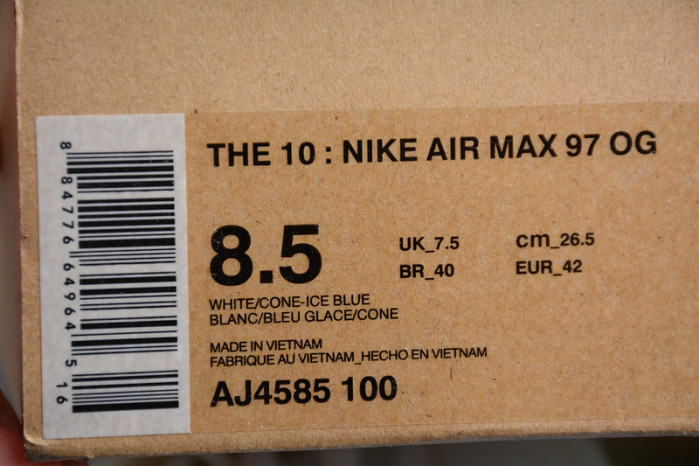 THE 10 : NIKE AIR MAX 97 OG
8.5
UK_7.5 cm_26.5
BR_40 EUR_42
WHITE/CONE-ICE BLUE
BLANC/BLEU GLACE/CONE
MADE IN VIETNAM
FABRIQUE AU VIETNAM_HECHO EN VIETNAM
AJ4585 100
8 84776 64964 5 16